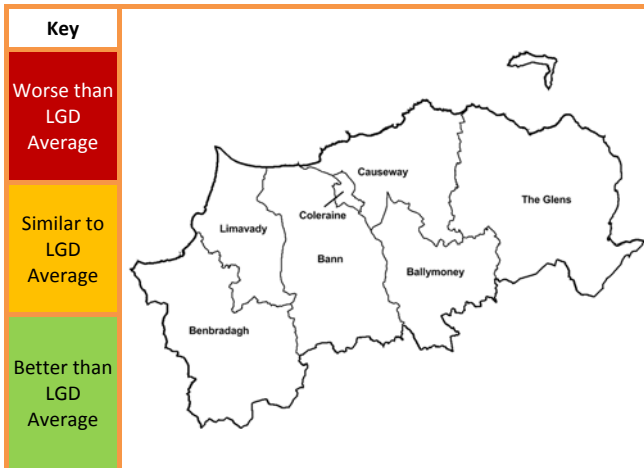 Key
Worse than
LGD
Average
Similar to
LGD
Average
Better than
LGD
Average
Causeway
The Glens
Coleraine
Limavady
Bann
Ballymoney
Benbradagh